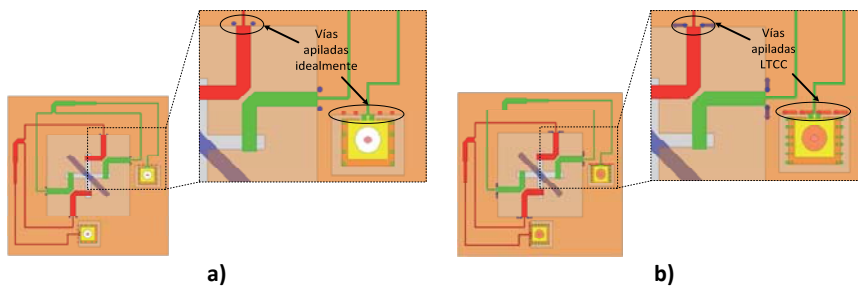 Vías
apiladas
idealmente
Vías
apiladas
LTCC
a)
b)